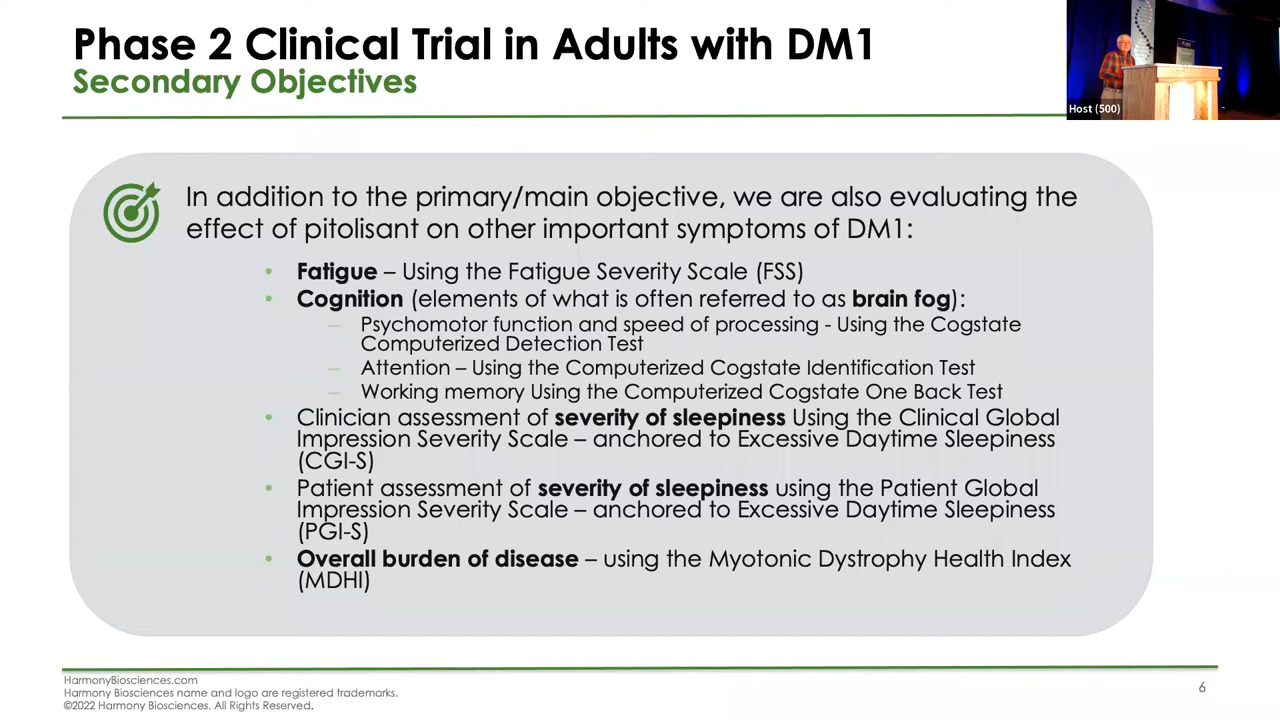 Phase 2 Clinical Trial in Adults with DM1
Secondary Objectives
Host (500)
In addition to the primary/main objective, we are also evaluating the
effect of pitolisant on other important symptoms of DM1:
• Fatigue – Using the Fatigue Severity Scale (FSS)
• Cognition (elements of what is often referred to as brain fog):
– Psychomotor function and speed of processing - Using the Cogstate
Computerized Detection Test
– Attention – Using the Computerized Cogstate Identification Test
– Working memory Using the Computerized Cogstate One Back Test
• Clinician assessment of severity of sleepiness Using the Clinical Global
Impression Severity Scale – anchored to Excessive Daytime Sleepiness
(CGI-S)
• Patient assessment of severity of sleepiness using the Patient Global
Impression Severity Scale – anchored to Excessive Daytime Sleepiness
(PGI-S)
• Overall burden of disease – using the Myotonic Dystrophy Health Index
(MDHI)
HarmonyBiosciences.com
Harmony Biosciences name and logo are registered trademarks.
©2022 Harmony Biosciences. All Rights Reserved.
6